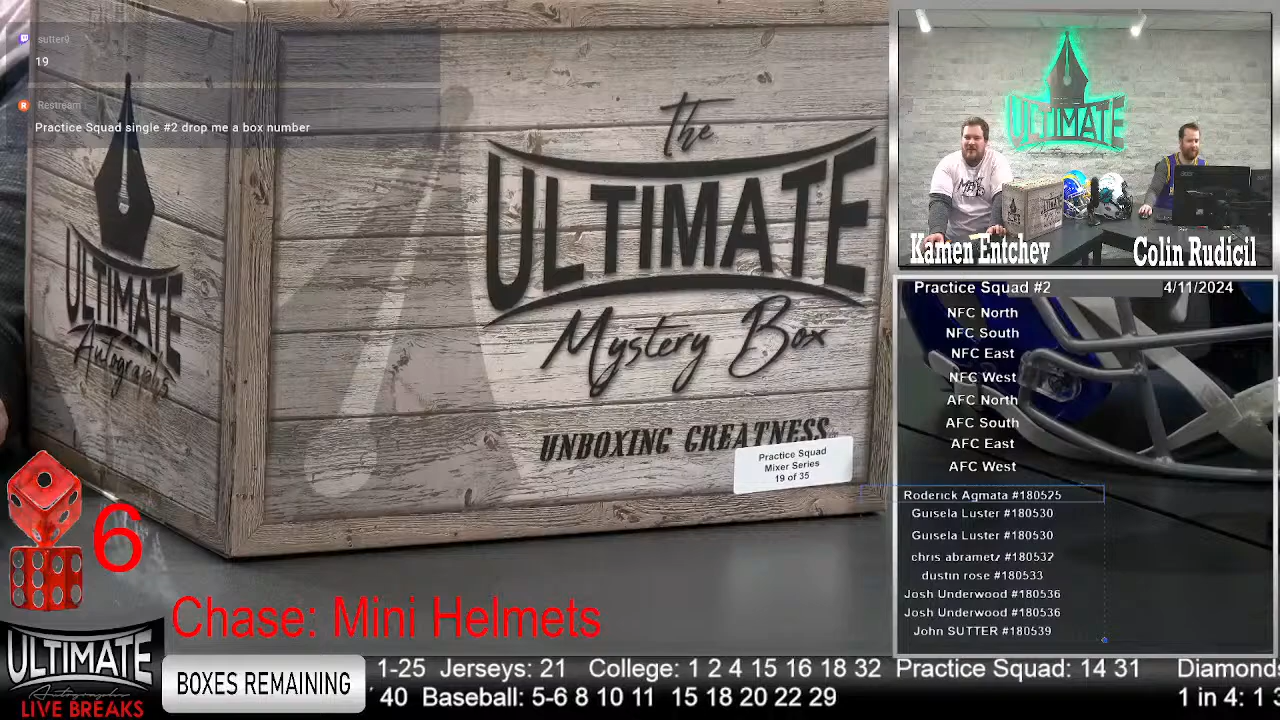 sutter9
19
Restream
Practice Squad single #2 drop me a box number
The
ULTIMATE
Mystery Box
UNBOXING GREATNESS
Practice Squad
Mixer Series
19 of 35
ULTIMATE
Autographs
ULTIMATE
Kamen Entchev
Colin Rudicil
Practice Squad #2 4/11/2024
NFC North
NFC South
NFC East
NFC West
AFC North
AFC South
AFC East
AFC West
Roderick Agmata #180525
Guisela Luster #180530
Guisela Luster #180530
chris abrametz #180532
dustin rose #180533
Josh Underwood #180536
Josh Underwood #180536
John SUTTER #180539
6
Chase: Mini Helmets
ULTIMATE
Autographs
LIVE BREAKS
BOXES REMAINING
1-25 Jerseys: 21 College: 1 2 4 15 16 18 32 Practice Squad: 14 31 Diamonds
40 Baseball: 5-6 8 10 11 15 18 20 22 29 1 in 4: 1 3